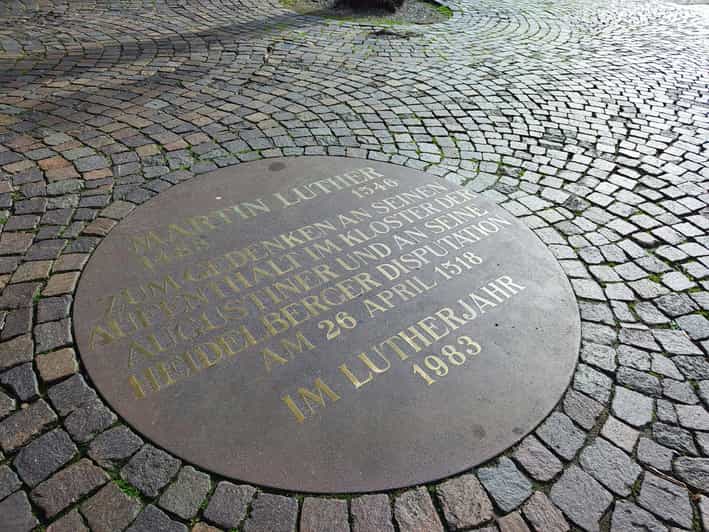 MARTIN LUTHER
1483 1546
ZUM GEDENKEN AN SEINEN
AUFENTHALT IM KLOSTER DER
AUGUSTINER UND AN SEINE
HEIDELBERGER DISPUTATION
AM 26 APRIL 1518
IM LUTHERJAHR
1983